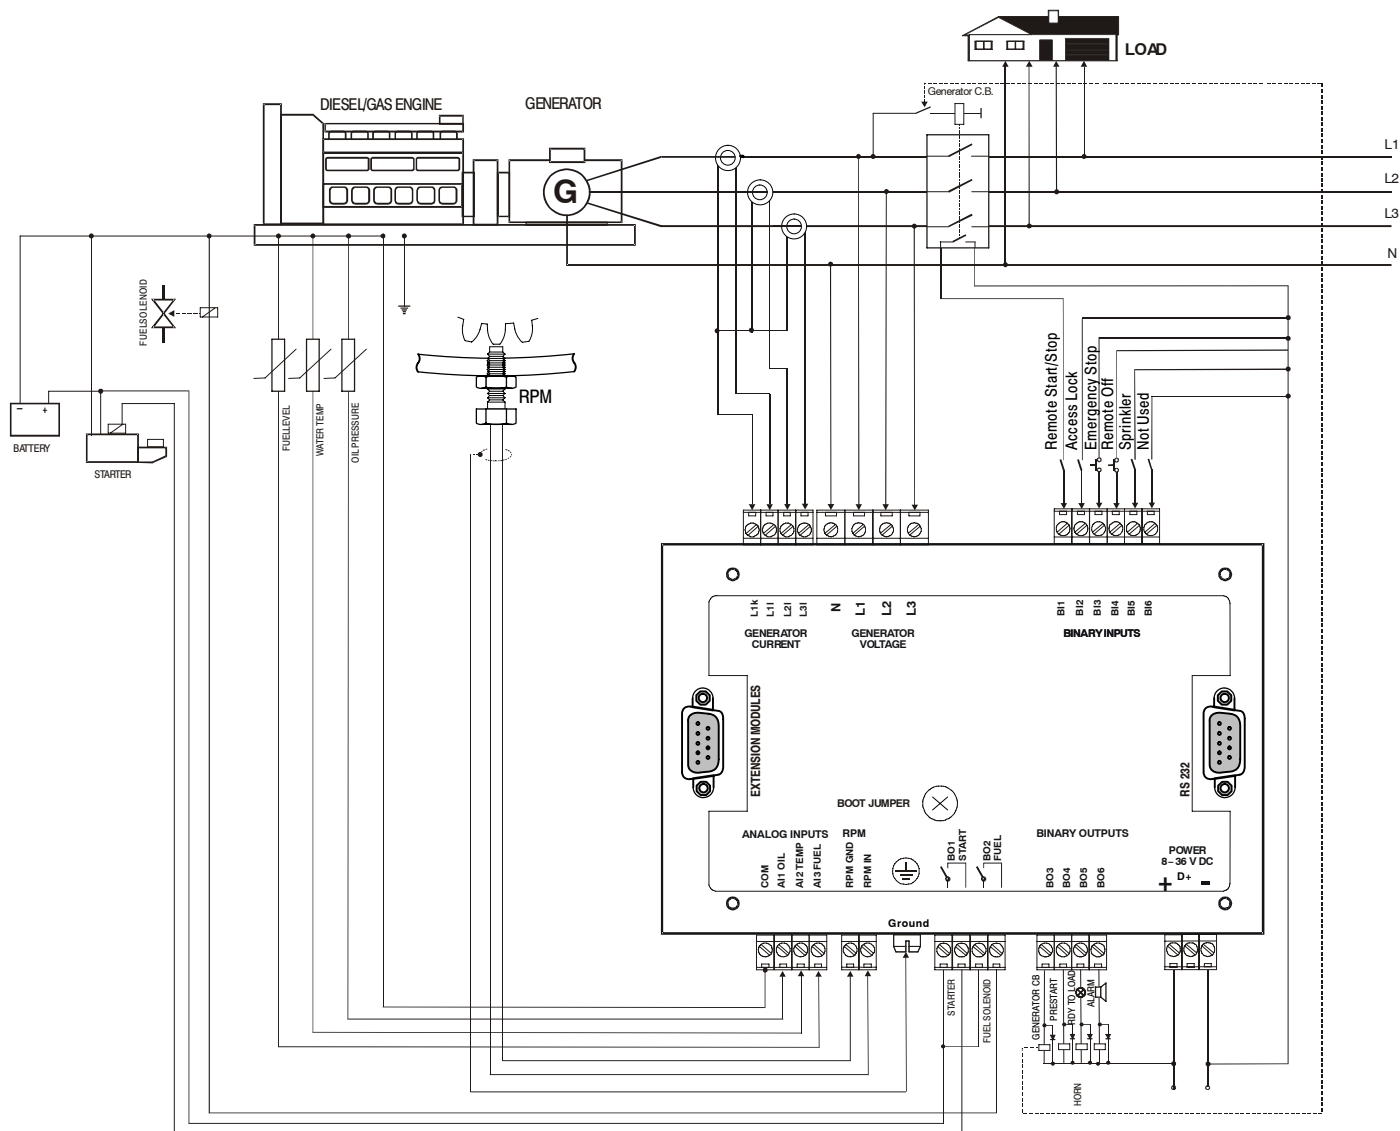 LOAD
Generator C.B.
DIESEL/GAS ENGINE
GENERATOR
G
L1
L2
L3
N
FUELSOLENOID
RPM
- +
BATTERY
STARTER
FUELLEVEL
WATER TEMP
OIL PRESSURE
Remote Start/Stop
Access Lock
Emergency Stop
Remote Off
Sprinkler
Not Used
L1k
L1l
L2l
L3l
N
L1
L2
L3
BI1
BI2
BI3
BI4
BI5
BI6
GENERATOR
CURRENT
GENERATOR
VOLTAGE
BINARY INPUTS
EXTENSION MODULES
RS 232
BOOT JUMPER
ANALOG INPUTS
RPM
BINARY OUTPUTS
COM
AI1 OIL
AI2 TEMP
AI3 FUEL
RPM GND
RPM IN
BO1
START
BO2
FUEL
BO3
BO4
BO5
BO6
POWER
8–36 V DC
+ D+ -
Ground
STARTER
FUEL SOLENOID
GENERATOR CB
PRESTART
RDY TO LOAD
ALARM
HORN